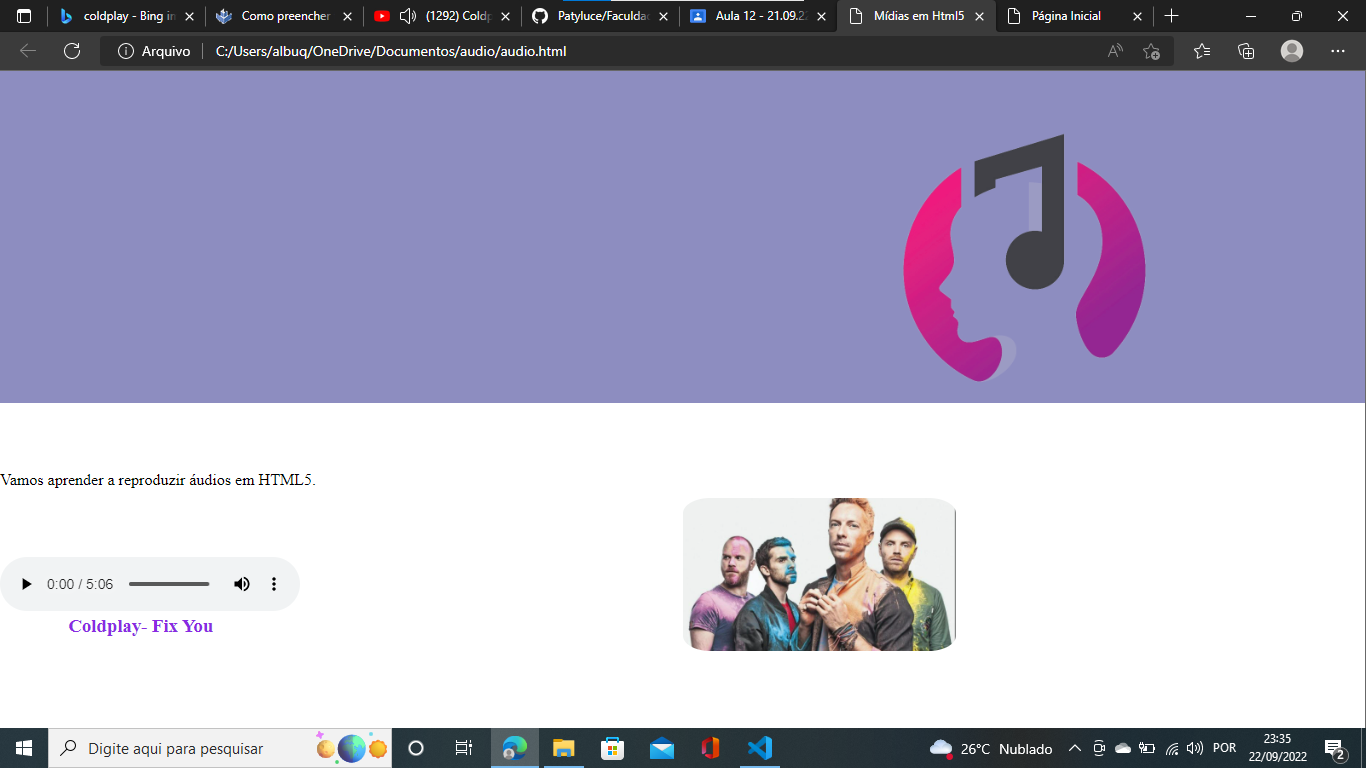 coldplay - Bing in
Como preencher
(1292) Coldp
Patyluce/Faculdad
Aula 12 - 21.09.22
Mídias em Html5
Página Inicial
Arquivo
C:/Users/albuq/OneDrive/Documentos/audio/audio.html
Vamos aprender a reproduzir áudios em HTML5.
0:00 / 5:06
Coldplay- Fix You
Digite aqui para pesquisar
26°C Nublado
POR
23:35
22/09/2022
2